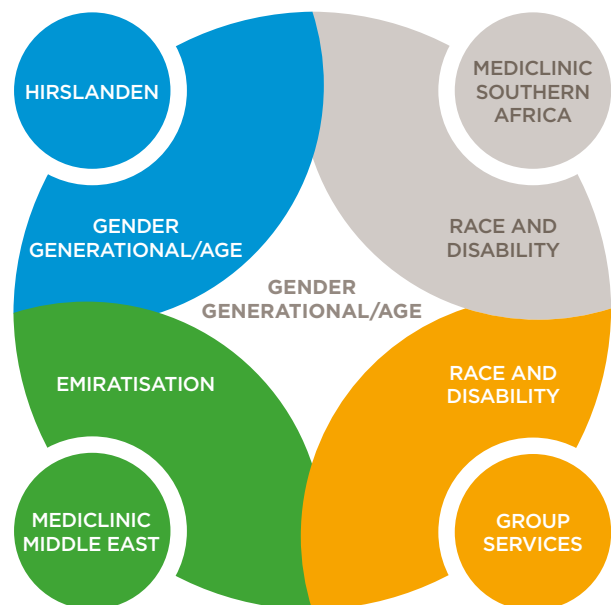 HIRSLANDEN
MEDICLINIC
SOUTHERN
AFRICA
GENDER
GENERATIONAL/AGE
RACE AND
DISABILITY
GENDER
GENERATIONAL/AGE
EMIRATISATION
RACE AND
DISABILITY
MEDICLINIC
MIDDLE EAST
GROUP
SERVICES